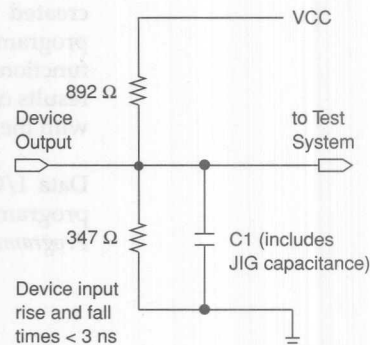 VCC
892 Ω
Device
Output
to Test
System
347 Ω
C1 (includes
JIG capacitance)
Device input
rise and fall
times < 3 ns